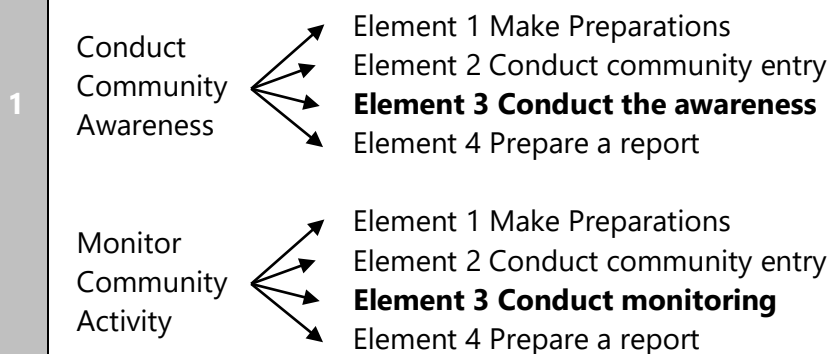 1
Conduct
Community
Awareness
Element 1 Make Preparations
Element 2 Conduct community entry
Element 3 Conduct the awareness
Element 4 Prepare a report
Monitor
Community
Activity
Element 1 Make Preparations
Element 2 Conduct community entry
Element 3 Conduct monitoring
Element 4 Prepare a report